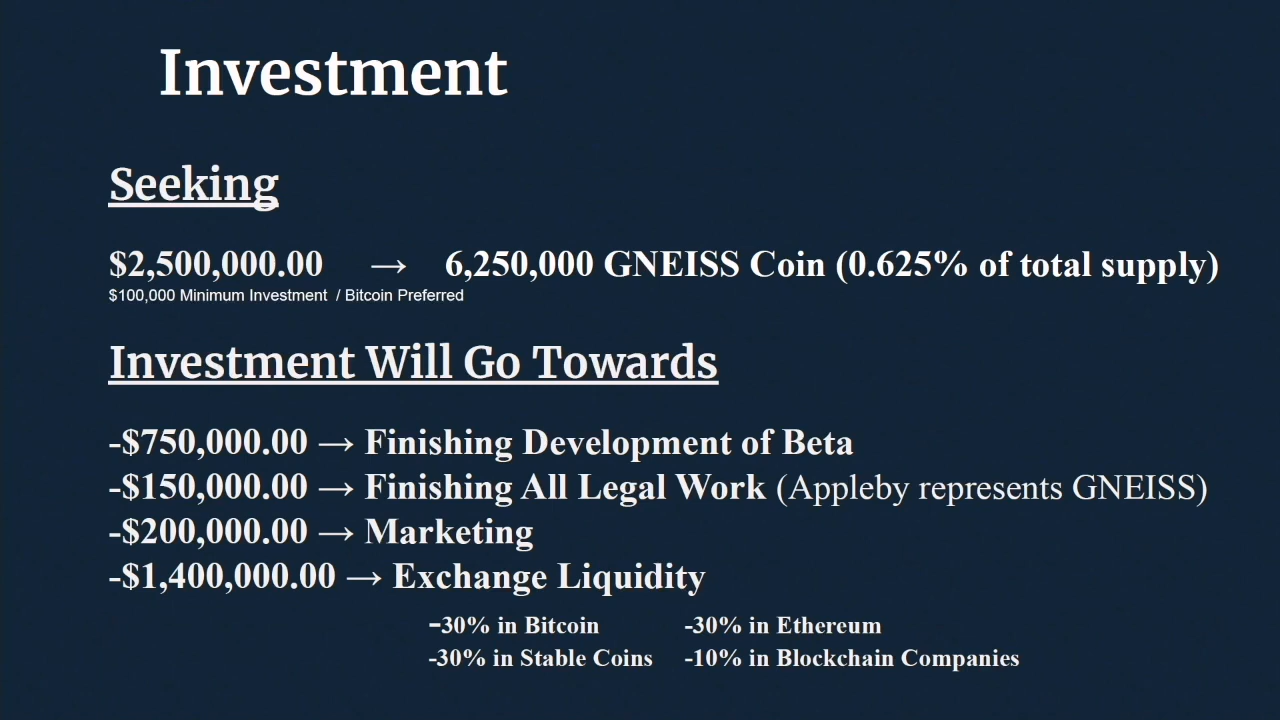 Investment
Seeking
$2,500,000.00 → 6,250,000 GNEISS Coin (0.625% of total supply)
$100,000 Minimum Investment / Bitcoin Preferred
Investment Will Go Towards
-$750,000.00 → Finishing Development of Beta
-$150,000.00 → Finishing All Legal Work (Appleby represents GNEISS)
-$200,000.00 → Marketing
-$1,400,000.00 → Exchange Liquidity
-30% in Bitcoin -30% in Ethereum
-30% in Stable Coins -10% in Blockchain Companies